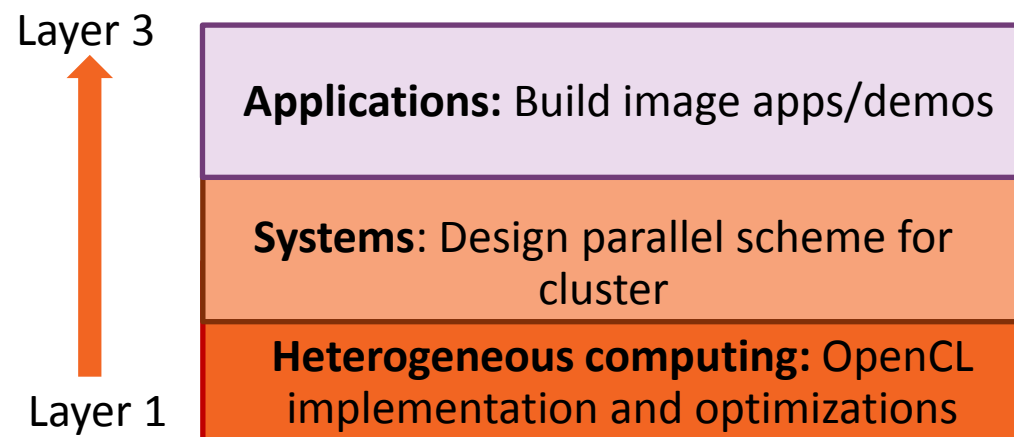 Layer 3
Applications: Build image apps/demos
Systems: Design parallel scheme for
cluster
Heterogeneous computing: OpenCL
implementation and optimizations
Layer 1